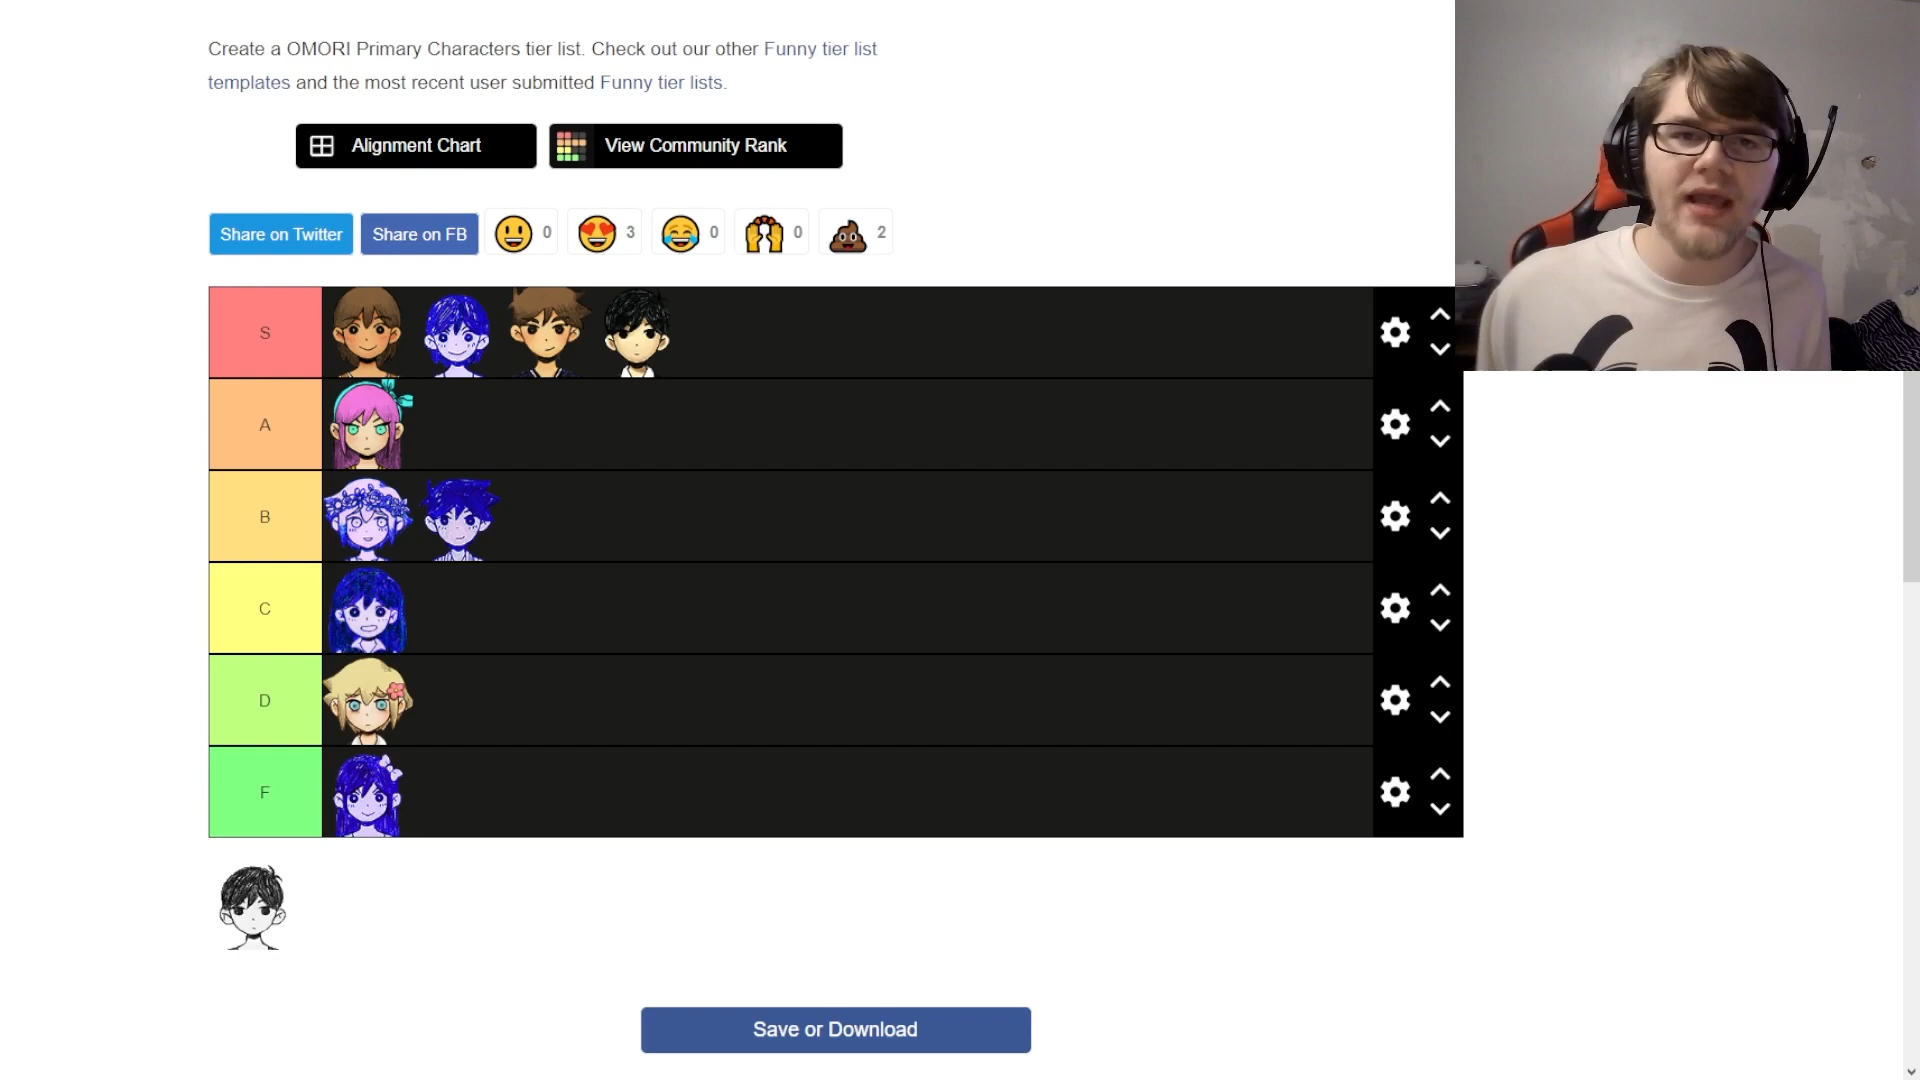 Create a OMORI Primary Characters tier list. Check out our other Funny tier list
templates and the most recent user submitted Funny tier lists.
Alignment Chart
View Community Rank
Share on Twitter
Share on FB
0
3
0
0
2
S
A
B
C
D
F
Save or Download